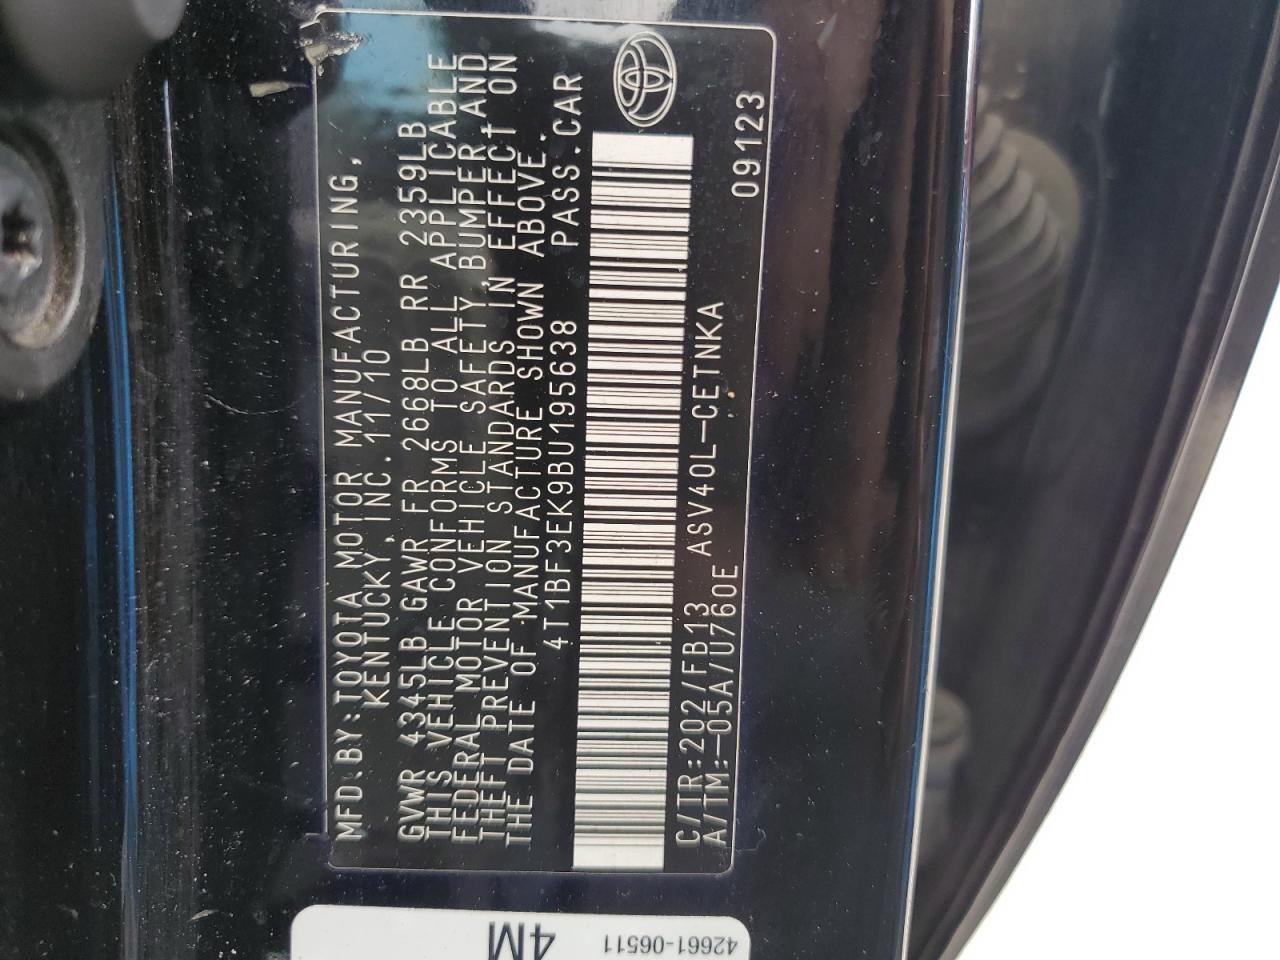 MFD.BY:TOYOTA MOTOR MANUFACTURING,
KENTUCKY,INC.11/10
GVWR 4345LB GAWR FR 2668LB RR 2359LB
THIS VEHICLE CONFORMS TO ALL APPLICABLE
FEDERAL MOTOR VEHICLE SAFETY,BUMPER,AND
THEFT PREVENTION STANDARDS IN EFFECT ON
THE DATE OF MANUFACTURE SHOWN ABOVE.
4T1BF3EK9BU195638 PASS.CAR
C/TR:202/FB13 ASV40L-CETNKA
A/TM:-05A/U760E 09123
4M
42661-06511